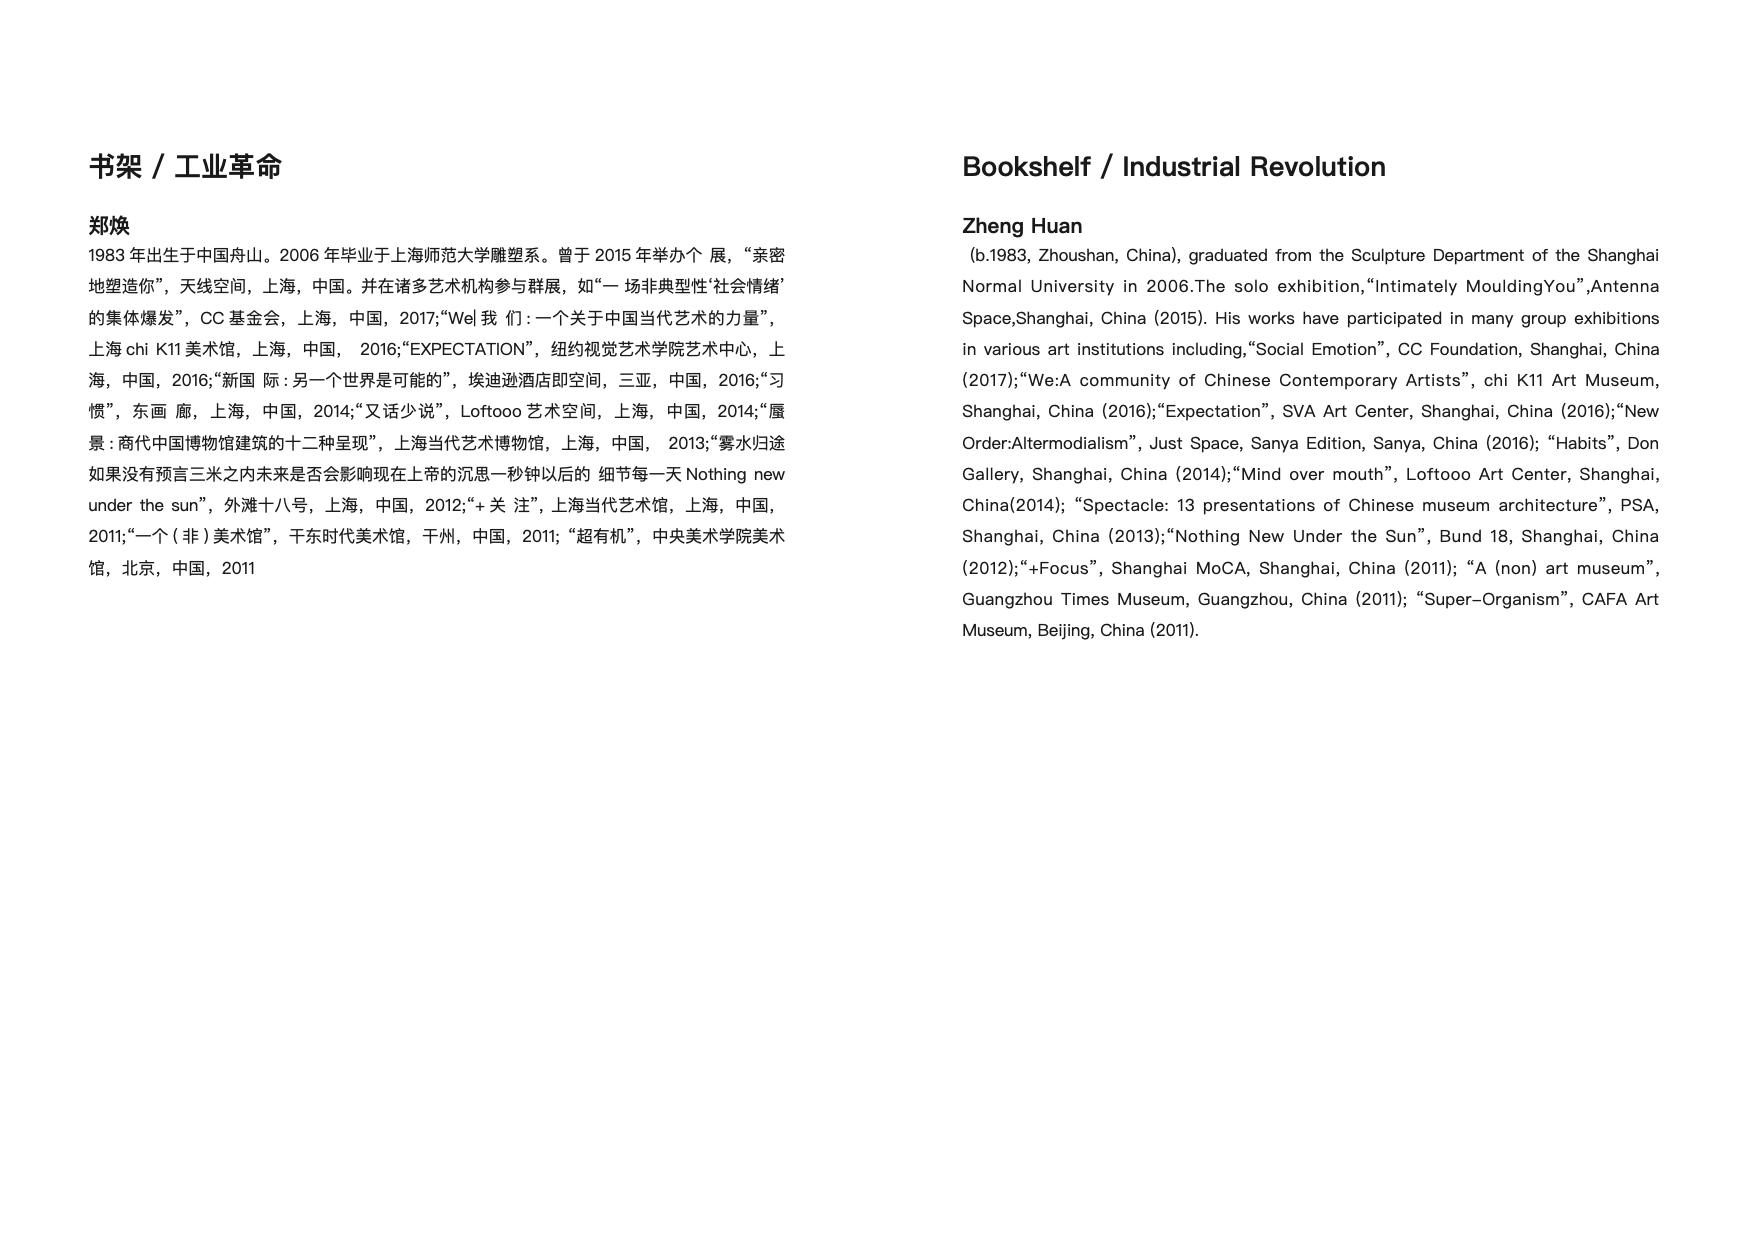 书架 / 工业革命
郑焕
1983 年出生于中国舟山。2006 年毕业于上海师范大学雕塑系。曾于 2015 年举办个 展，“亲密
地塑造你”，天线空间，上海，中国。并在诸多艺术机构参与群展，如“一 场非典型性‘社会情绪’
的集体爆发”，CC 基金会，上海，中国，2017;“We| 我 们 : 一个关于中国当代艺术的力量”，
上海 chi K11 美术馆，上海，中国， 2016;“EXPECTATION”，纽约视觉艺术学院艺术中心，上
海，中国，2016;“新国 际 : 另一个世界是可能的”，埃迪逊酒店即空间，三亚，中国，2016;“习
惯”，东画 廊，上海，中国，2014;“又话少说”，Loftooo 艺术空间，上海，中国，2014;“蜃
景 : 商代中国博物馆建筑的十二种呈现”，上海当代艺术博物馆，上海，中国， 2013;“雾水归途
如果没有预言三米之内未来是否会影响现在上帝的沉思一秒钟以后的 细节每一天 Nothing new
under the sun”，外滩十八号，上海，中国，2012;“+ 关 注”, 上海当代艺术馆，上海，中国，
2011;“一个 ( 非 ) 美术馆”，干东时代美术馆，干州，中国，2011; “超有机”，中央美术学院美术
馆，北京，中国，2011
Bookshelf / Industrial Revolution
Zheng Huan
(b.1983, Zhoushan, China), graduated from the Sculpture Department of the Shanghai
Normal University in 2006.The solo exhibition,“Intimately MouldingYou”,Antenna
Space,Shanghai, China (2015). His works have participated in many group exhibitions
in various art institutions including,“Social Emotion”, CC Foundation, Shanghai, China
(2017);“We:A community of Chinese Contemporary Artists”, chi K11 Art Museum,
Shanghai, China (2016);“Expectation”, SVA Art Center, Shanghai, China (2016);“New
Order:Altermodialism”, Just Space, Sanya Edition, Sanya, China (2016); “Habits”, Don
Gallery, Shanghai, China (2014);“Mind over mouth”, Loftooo Art Center, Shanghai,
China(2014); “Spectacle: 13 presentations of Chinese museum architecture”, PSA,
Shanghai, China (2013);“Nothing New Under the Sun”, Bund 18, Shanghai, China
(2012);“+Focus”, Shanghai MoCA, Shanghai, China (2011); “A (non) art museum”,
Guangzhou Times Museum, Guangzhou, China (2011); “Super–Organism”, CAFA Art
Museum, Beijing, China (2011).